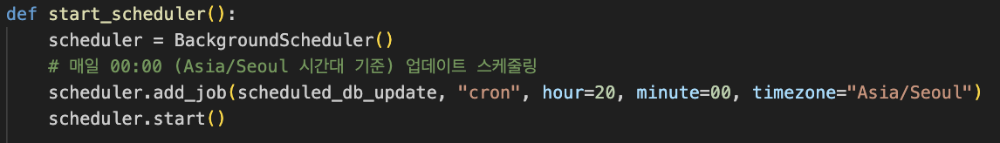 def start_scheduler():
    scheduler = BackgroundScheduler()
    # 매일 00:00 (Asia/Seoul 시간대 기준) 업데이트 스케줄링
    scheduler.add_job(scheduled_db_update, "cron", hour=20, minute=00, timezone="Asia/Seoul")
    scheduler.start()